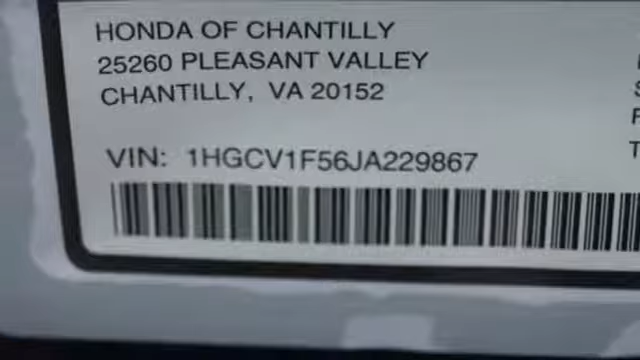 HONDA OF CHANTILLY
25260 PLEASANT VALLEY
CHANTILLY, VA 20152
VIN: 1HGCV1F56JA229867